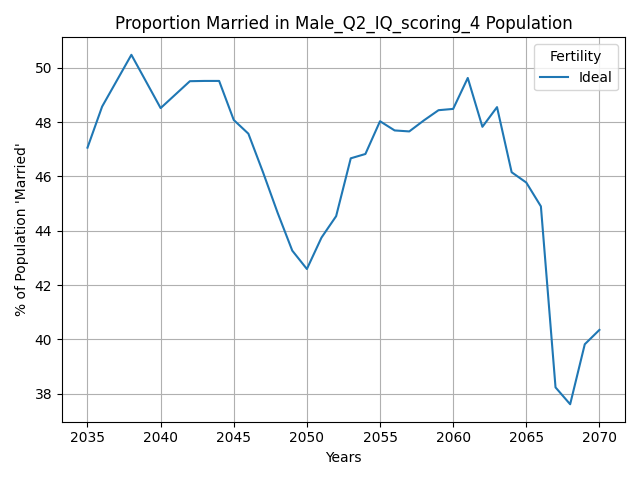 Proportion Married in Male_Q2_IQ_scoring_4 Population
Fertility
Ideal
% of Population 'Married'
50
48
46
44
42
40
38
2035 2040 2045 2050 2055 2060 2065 2070
Years